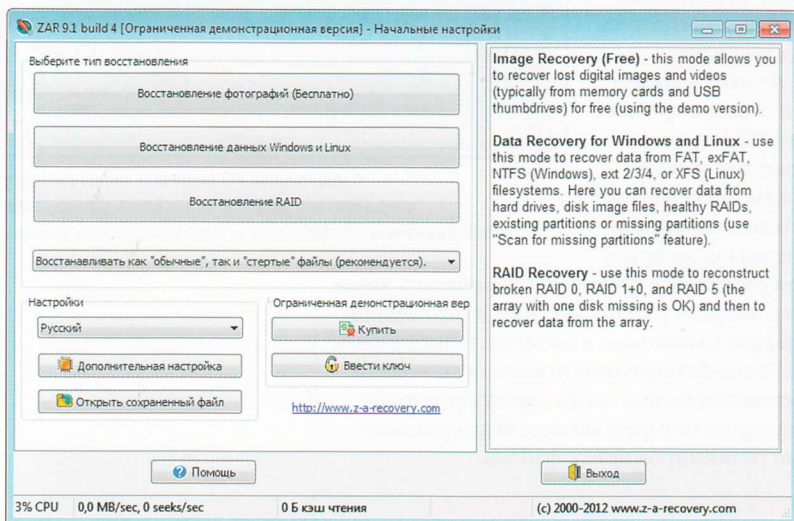 ZAR 9.1 build 4 [Ограниченная демонстрационная версия] - Начальные настройки
Выберите тип восстановления
Восстановление фотографий (Бесплатно)
Восстановление данных Windows и Linux
Восстановление RAID
Восстанавливать как "обычные", так и "стертые" файлы (рекомендуется).
Настройки
Русский
Дополнительная настройка
Открыть сохраненный файл
Ограниченная демонстрационная вер
Купить
Ввести ключ
http://www.z-a-recovery.com
Image Recovery (Free) - this mode allows you
to recover lost digital images and videos
(typically from memory cards and USB
thumbdrives) for free (using the demo version).
Data Recovery for Windows and Linux - use
this mode to recover data from FAT, exFAT,
NTFS (Windows), ext 2/3/4, or XFS (Linux)
filesystems. Here you can recover data from
hard drives, disk image files, healthy RAIDs,
existing partitions or missing partitions (use
"Scan for missing partitions" feature).
RAID Recovery - use this mode to reconstruct
broken RAID 0, RAID 1+0, and RAID 5 (the
array with one disk missing is OK) and then to
recover data from the array.
Помощь
Выход
3% CPU
0,0 MB/sec, 0 seeks/sec
0 Б кэш чтения
(c) 2000-2012 www.z-a-recovery.com